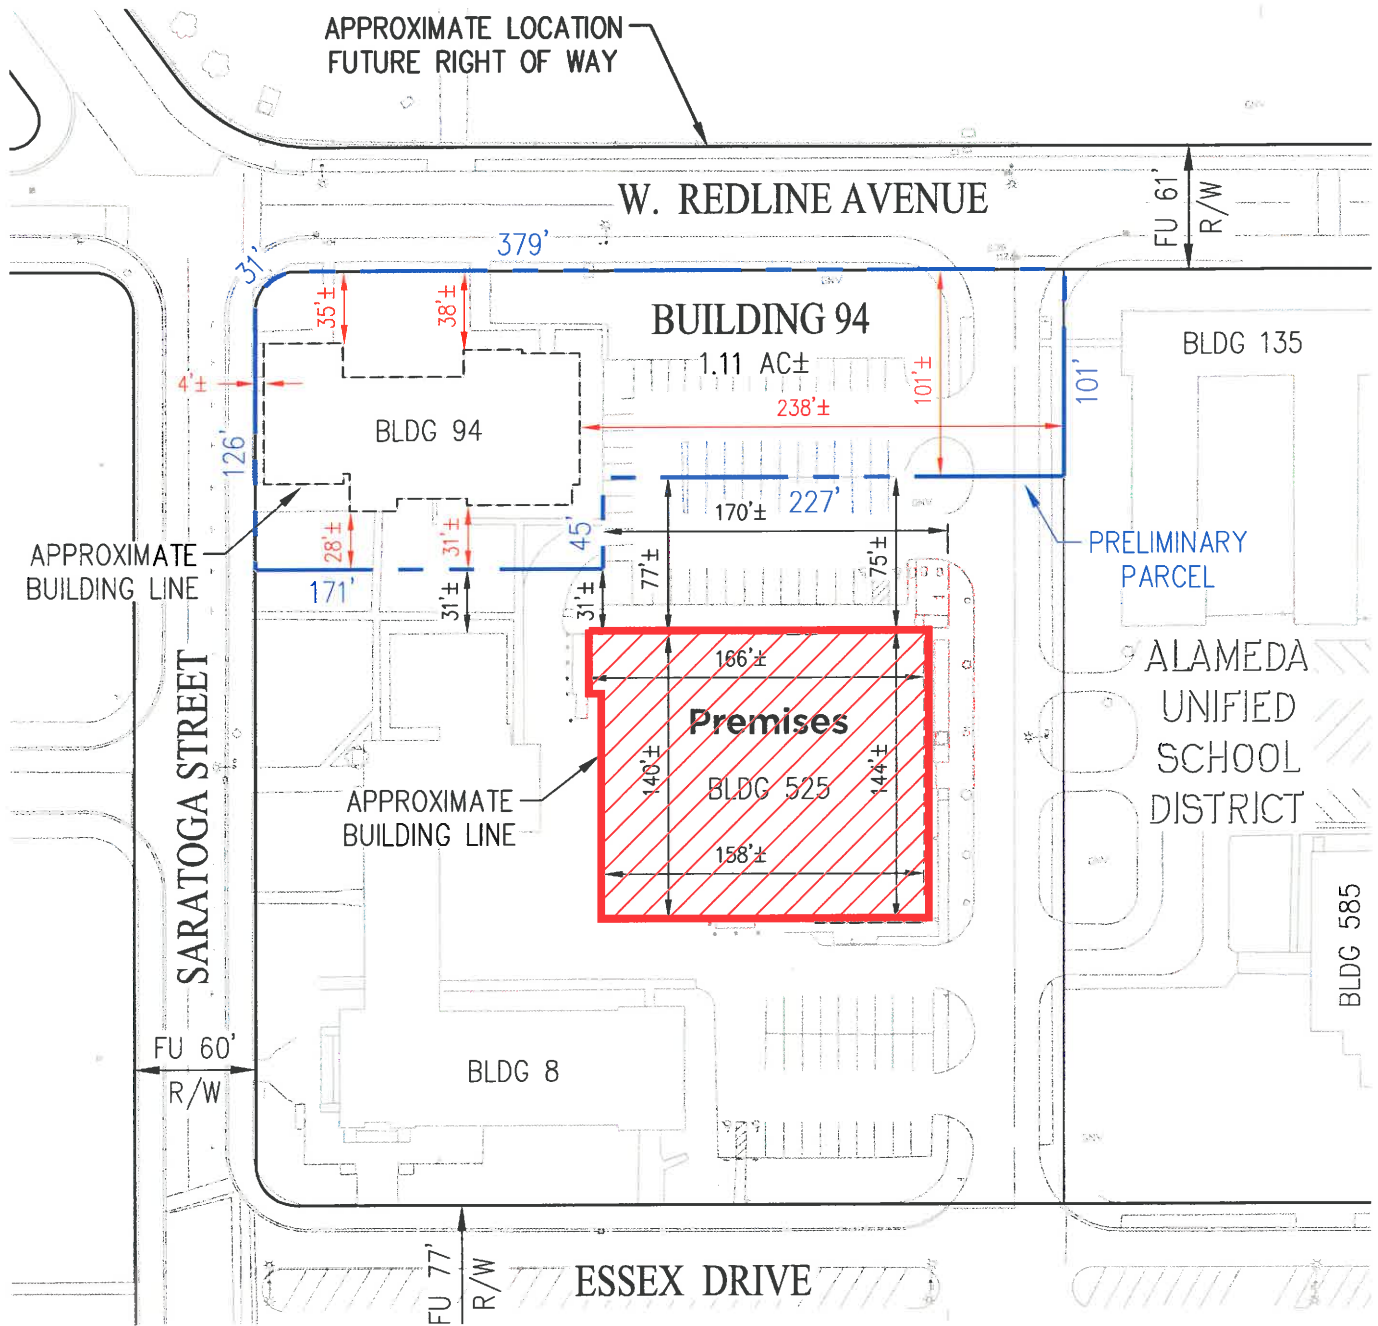 APPROXIMATE LOCATION
FUTURE RIGHT OF WAY
W. REDLINE AVENUE
FU 61'
R/W
31'
379'
35'±
38'±
BUILDING 94
1.11 AC±
101'±
101'
BLDG 135
4'±
238'±
BLDG 94
126'
227'
170'±
45'
28'±
31'±
77'±
75'±
APPROXIMATE
BUILDING LINE
171'
31'±
31'±
PRELIMINARY
PARCEL
166'±
Premises
BLDG 525
140'±
144'±
158'±
ALAMEDA
UNIFIED
SCHOOL
DISTRICT
SARATOGA STREET
APPROXIMATE
BUILDING LINE
BLDG 585
FU 60'
R/W
BLDG 8
FU 77'
R/W
ESSEX DRIVE